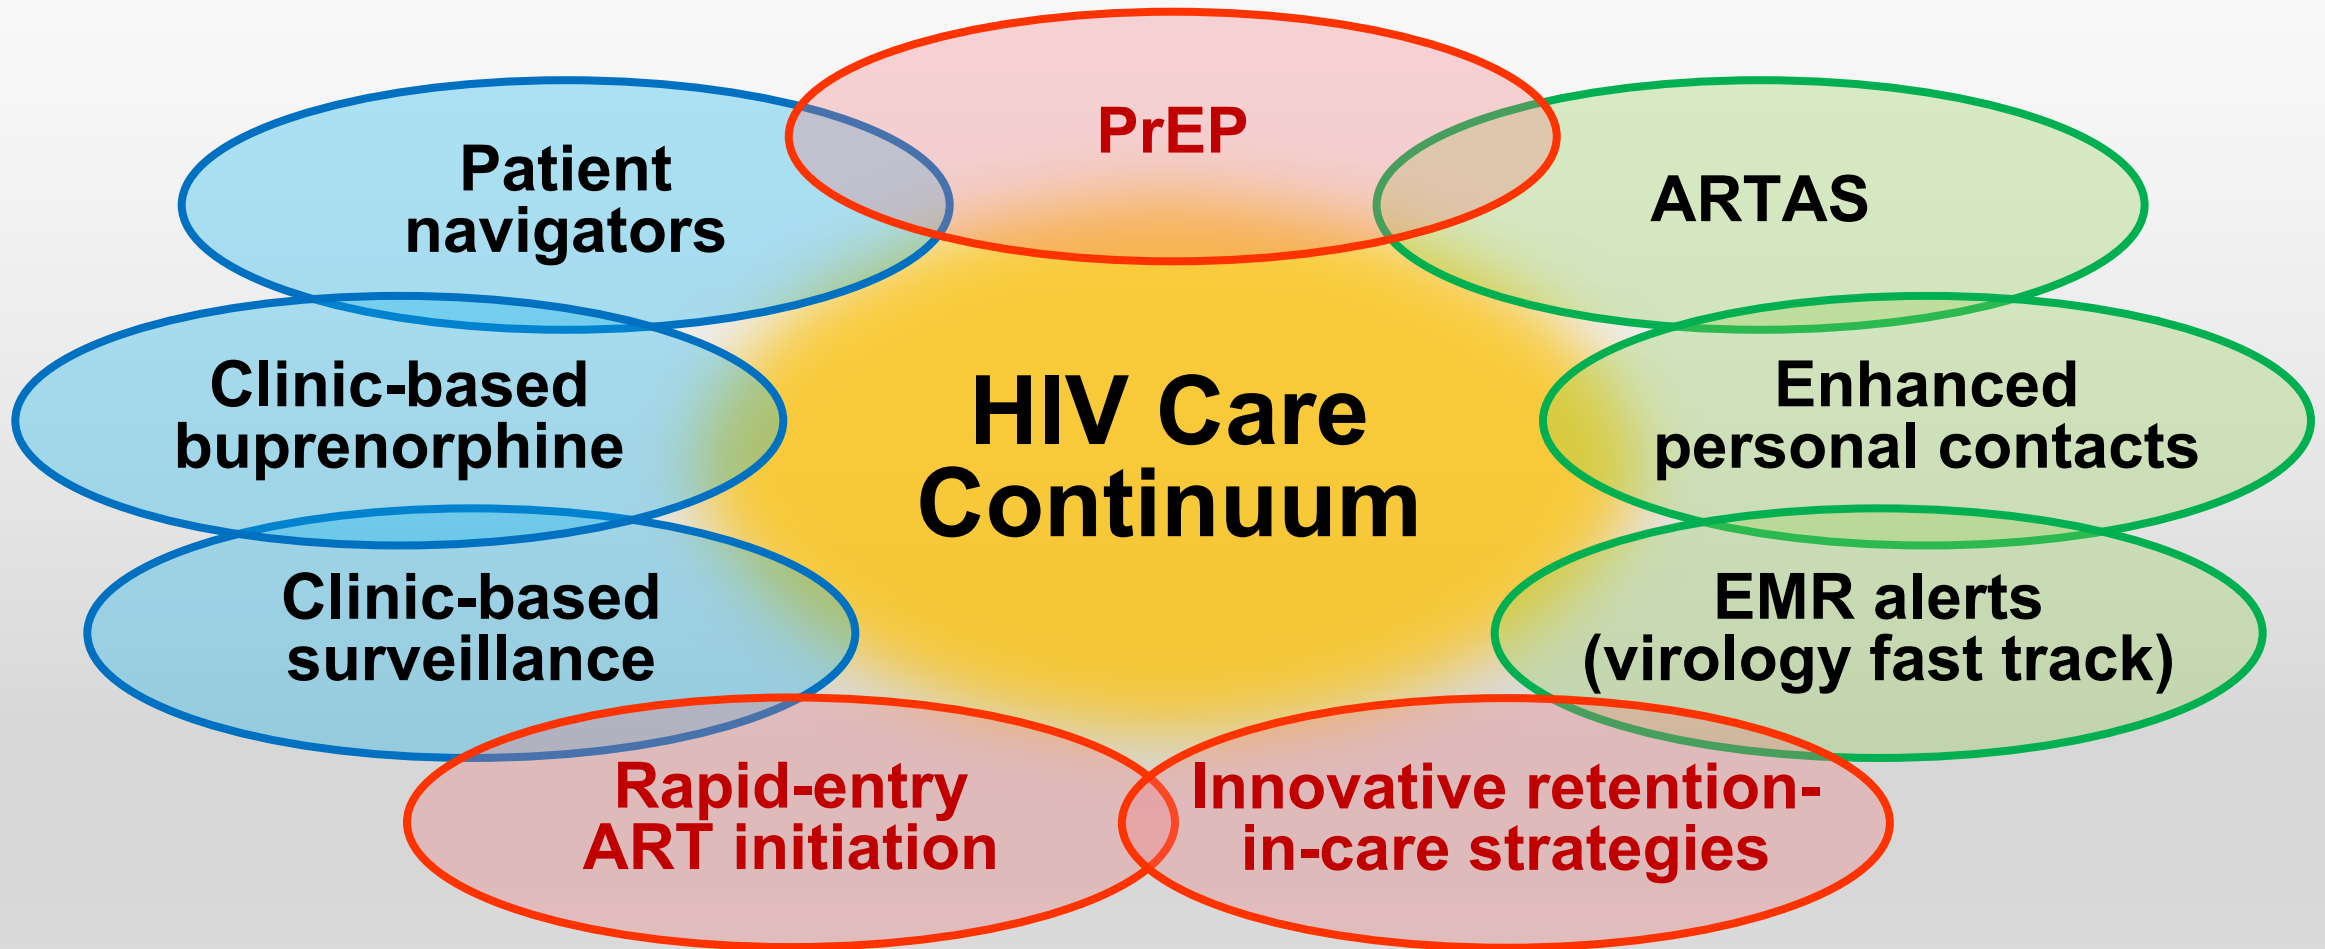 PrEP
Patient
navigators
ARTAS
Clinic-based
buprenorphine
HIV Care
Continuum
Enhanced
personal contacts
Clinic-based
surveillance
EMR alerts
(virology fast track)
Rapid-entry
ART initiation
Innovative retention-
in-care strategies